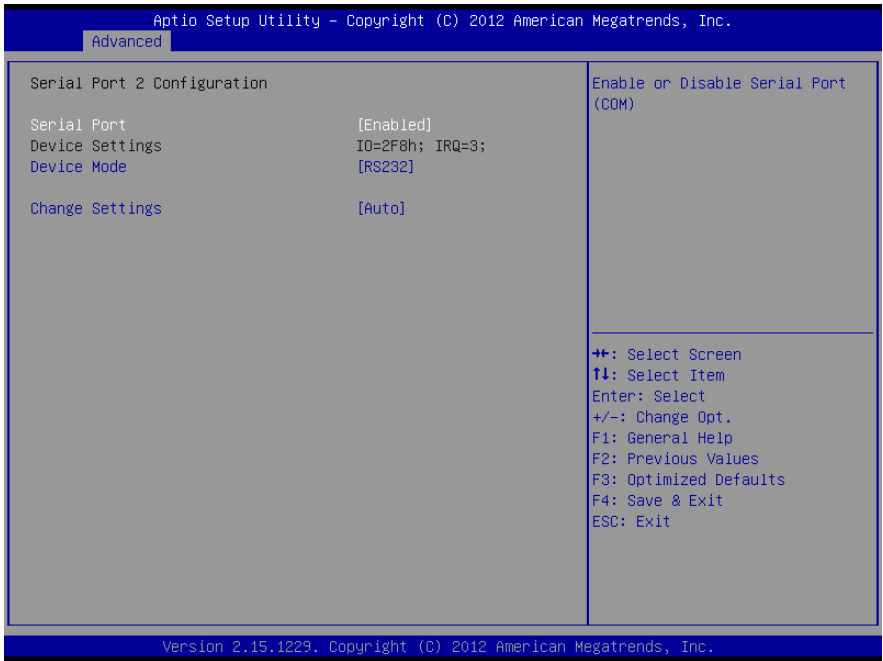 Aptio Setup Utility – Copyright (C) 2012 American Megatrends, Inc.
Advanced
Serial Port 2 Configuration
Serial Port [Enabled]
Device Settings IO=2F8h; IRQ=3;
Device Mode [RS232]
Change Settings [Auto]
Enable or Disable Serial Port
(COM)
→←: Select Screen
↑↓: Select Item
Enter: Select
+/-: Change Opt.
F1: General Help
F2: Previous Values
F3: Optimized Defaults
F4: Save & Exit
ESC: Exit
Version 2.15.1229. Copyright (C) 2012 American Megatrends, Inc.